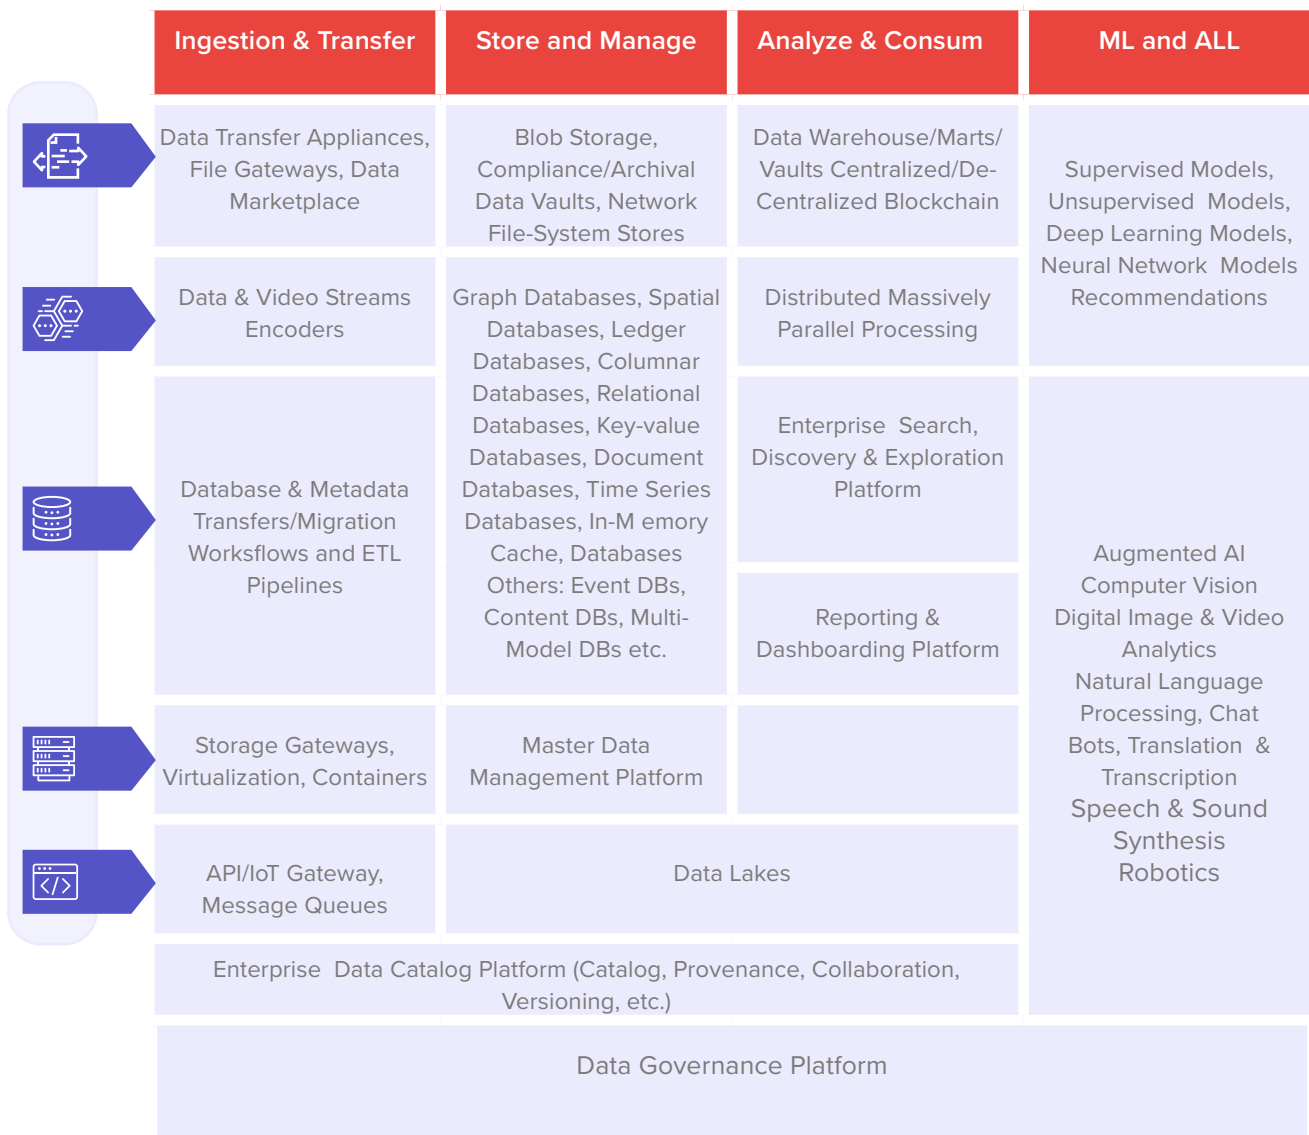 Ingestion & Transfer
Store and Manage
Analyze & Consum
ML and ALL
Data Transfer Appliances,
File Gateways, Data
Marketplace
Blob Storage,
Compliance/Archival
Data Vaults, Network
File-System Stores
Data Warehouse/Marts/
Vaults Centralized/De-
Centralized Blockchain
Supervised Models,
Unsupervised Models,
Deep Learning Models,
Neural Network Models
Recommendations
Data & Video Streams
Encoders
Graph Databases, Spatial
Databases, Ledger
Databases, Columnar
Databases, Relational
Databases, Key-value
Databases, Document
Databases, Time Series
Databases, In-M emory
Cache, Databases
Others: Event DBs,
Content DBs, Multi-
Model DBs etc.
Distributed Massively
Parallel Processing
Database & Metadata
Transfers/Migration
Worksflows and ETL
Pipelines
Enterprise Search,
Discovery & Exploration
Platform
Reporting &
Dashboarding Platform
Augmented AI
Computer Vision
Digital Image & Video
Analytics
Natural Language
Processing, Chat
Bots, Translation &
Transcription
Speech & Sound
Synthesis
Robotics
Storage Gateways,
Virtualization, Containers
Master Data
Management Platform
API/IoT Gateway,
Message Queues
Data Lakes
Enterprise Data Catalog Platform (Catalog, Provenance, Collaboration,
Versioning, etc.)
Data Governance Platform